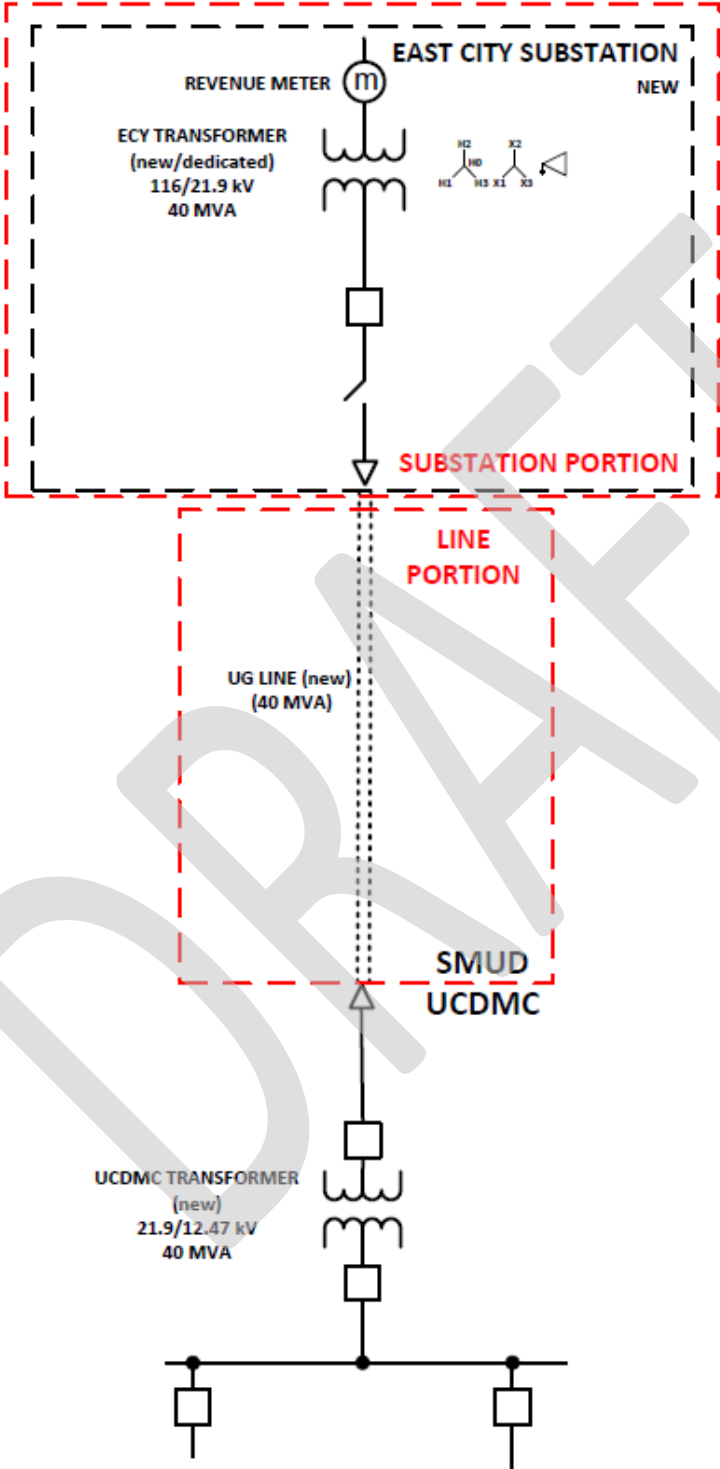 EAST CITY SUBSTATION
NEW
REVENUE METER
m
ECY TRANSFORMER
(new/dedicated)
116/21.9 kV
40 MVA
H2
H0
H1
H3
X2
X1
X3
SUBSTATION PORTION
LINE
PORTION
UG LINE (new)
(40 MVA)
SMUD
UCDMC
UCDMC TRANSFORMER
(new)
21.9/12.47 kV
40 MVA
DRAFT